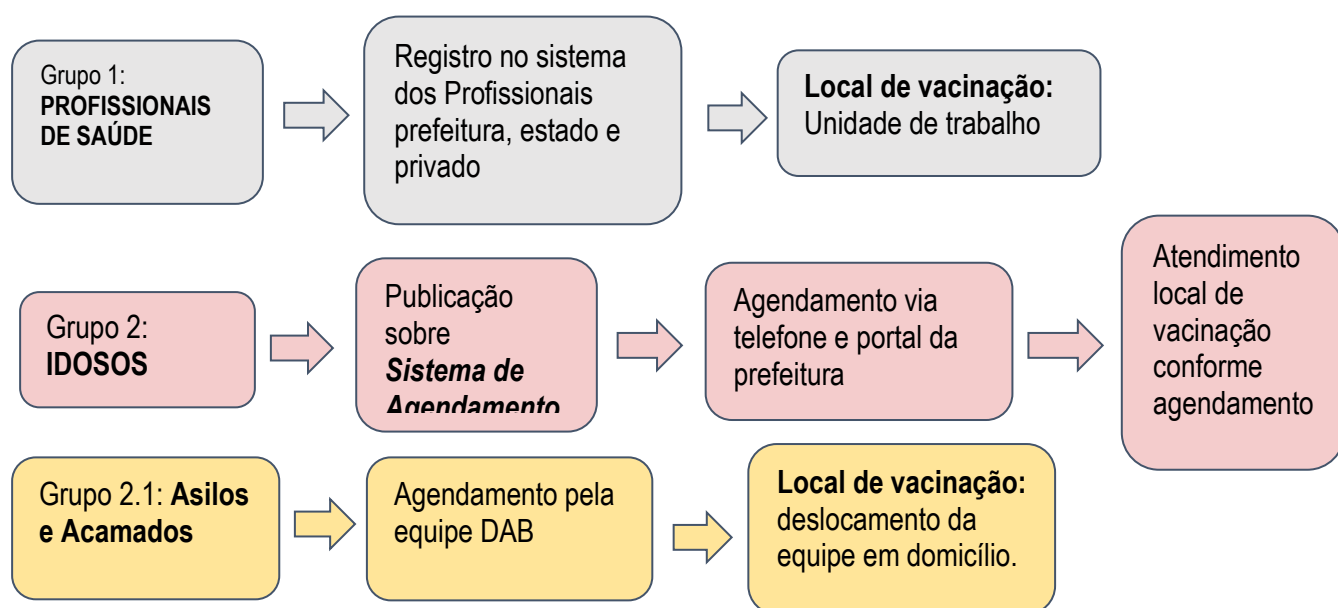 Grupo 1:
PROFISSIONAIS
DE SAÚDE
Registro no sistema
dos Profissionais
prefeitura, estado e
privado
Local de vacinação:
Unidade de trabalho
Grupo 2:
IDOSOS
Publicação
sobre
Sistema de
Agendamento
Agendamento via
telefone e portal da
prefeitura
Atendimento
local de
vacinação
conforme
agendamento
Grupo 2.1: Asilos
e Acamados
Agendamento pela
equipe DAB
Local de vacinação:
deslocamento da
equipe em domicílio.